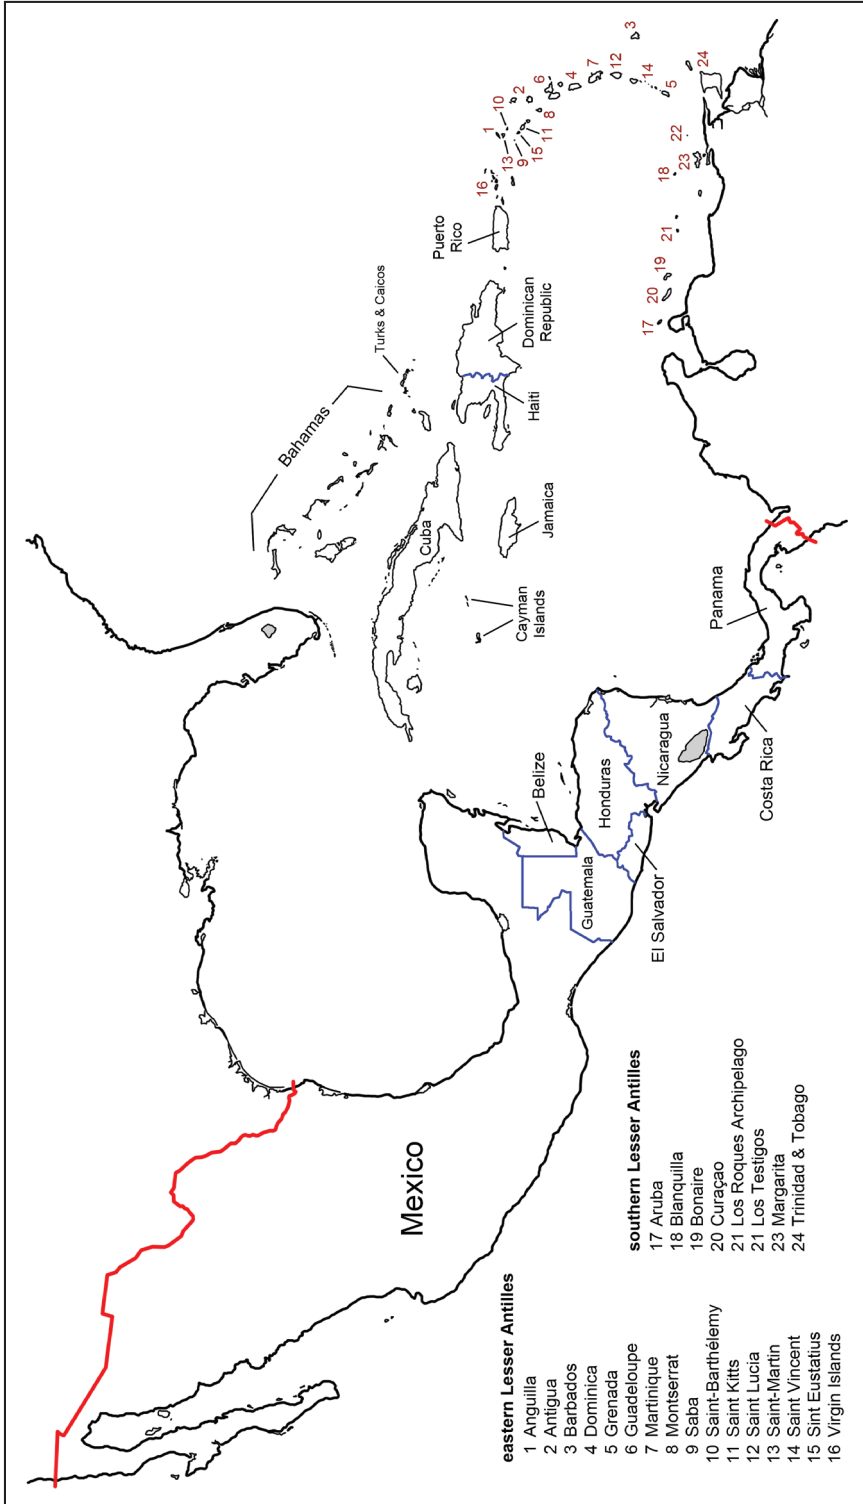 Bahamas
Turks & Caicos
Cuba
Cayman
Islands
Jamaica
Haiti
Dominican
Republic
Puerto
Rico
16
1
10
13
9
15
11
2
8
6
4
7
12
3
14
5
24
22
23
18
21
19
20
17
Mexico
Belize
Guatemala
Honduras
El Salvador
Nicaragua
Costa Rica
Panama
eastern Lesser Antilles
1 Anguilla
2 Antigua
3 Barbados
4 Dominica
5 Grenada
6 Guadeloupe
7 Martinique
8 Montserrat
9 Saba
10 Saint-Barthélemy
11 Saint Kitts
12 Saint Lucia
13 Saint-Martin
14 Saint Vincent
15 Sint Eustatius
16 Virgin Islands
southern Lesser Antilles
17 Aruba
18 Blanquilla
19 Bonaire
20 Curaçao
21 Los Roques Archipelago
21 Los Testigos
23 Margarita
24 Trinidad & Tobago